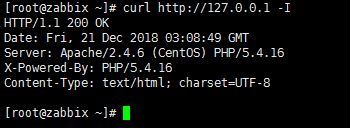 [root@zabbix ~]# curl http://127.0.0.1 -I
HTTP/1.1 200 OK
Date: Fri, 21 Dec 2018 03:08:49 GMT
Server: Apache/2.4.6 (CentOS) PHP/5.4.16
X-Powered-By: PHP/5.4.16
Content-Type: text/html; charset=UTF-8
[root@zabbix ~]#